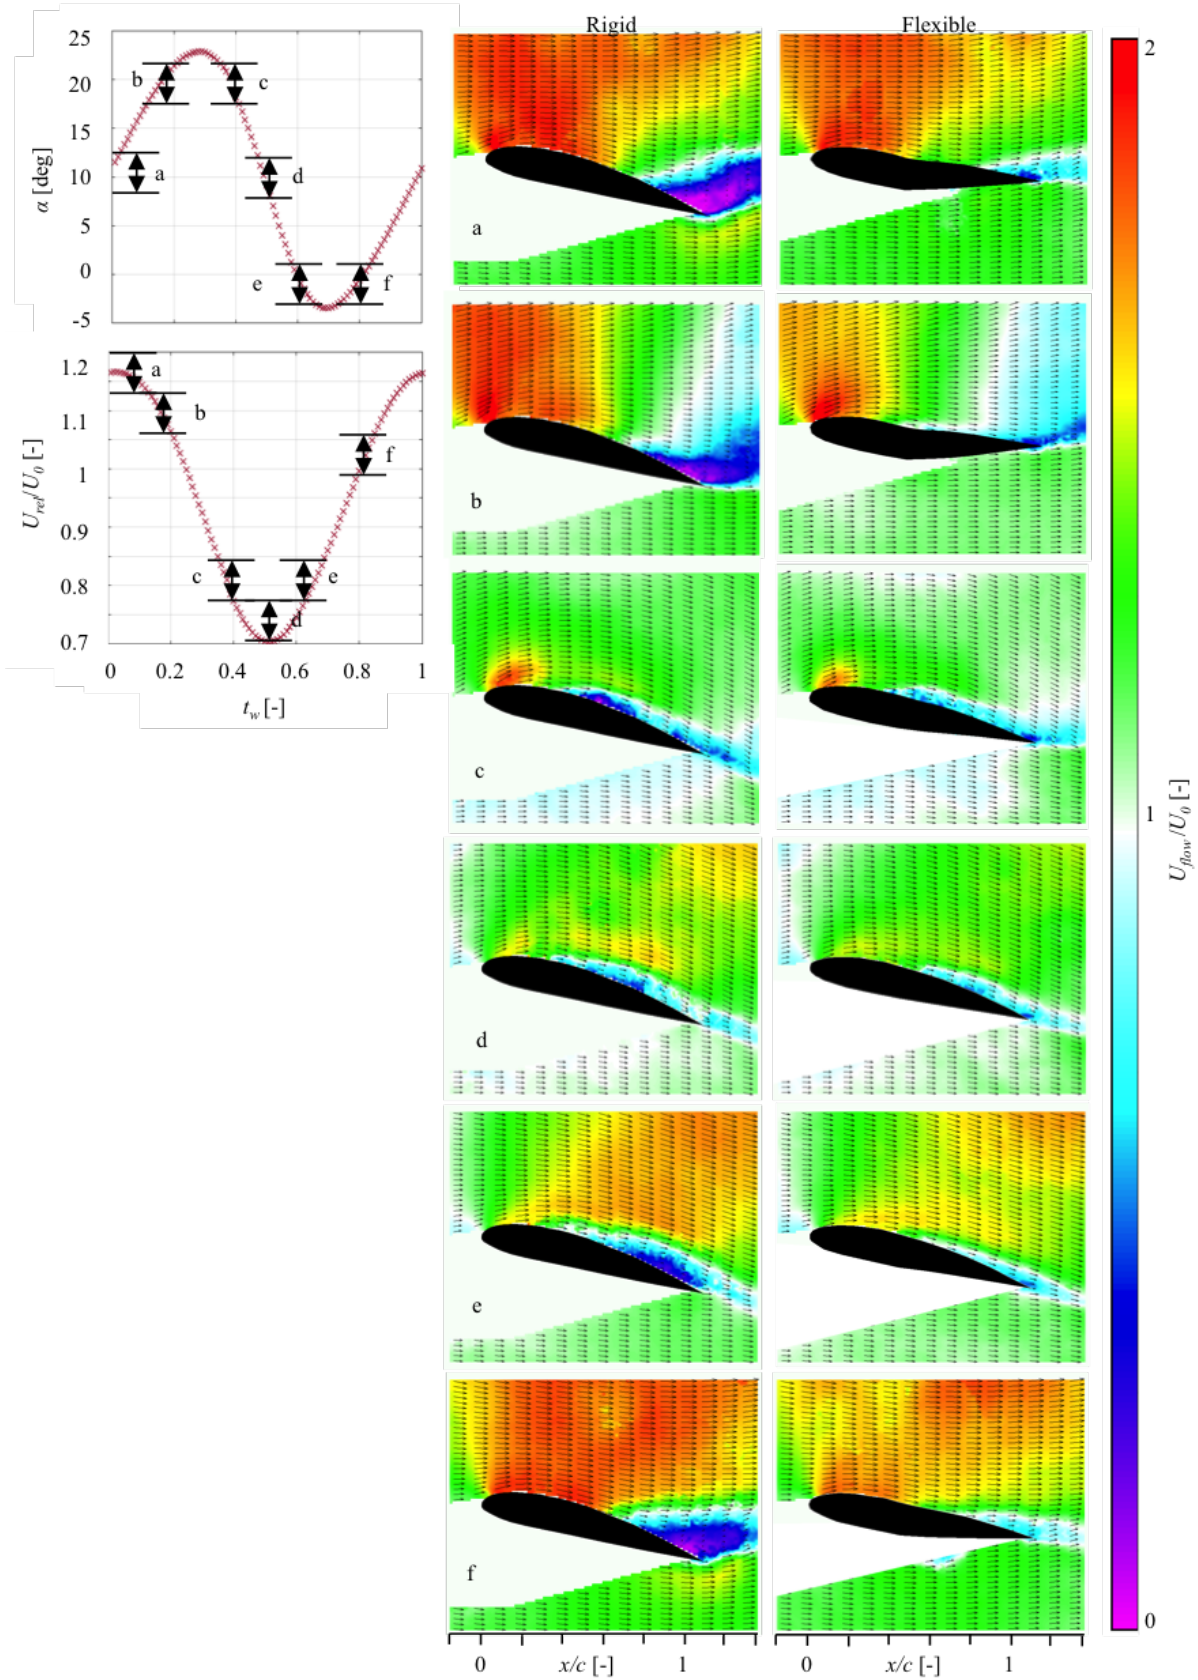 Rigid
Flexible
25
20
15
10
5
0
-5
α [deg]
b
c
a
d
e
f
1.2
1.1
1
0.9
0.8
0.7
U_rel/U_0 [-]
a
b
f
c
e
d
0
0.2
0.4
0.6
0.8
1
t_w [-]
a
b
c
d
e
f
0
x/c [-]
1
0
x/c [-]
1
2
1
0
U_flow/U_0 [-]